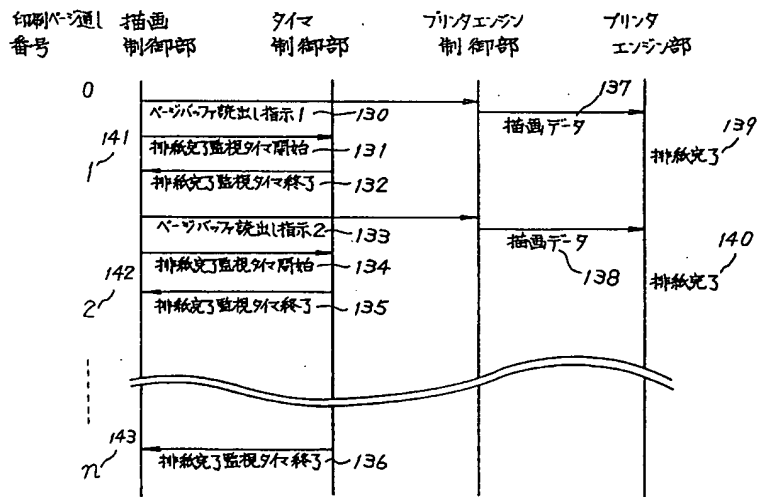 印刷ページ通し
番号
描画
制御部
タイマ
制御部
プリンタエンジン
制御部
プリンタ
エンジン部
0
ページバッファ読出し指示1
130
137
描画データ
141
1
排紙完了監視タイマ開始
131
139
排紙完了
排紙完了監視タイマ終了
132
ページバッファ読出し指示2
133
描画データ
138
排紙完了監視タイマ開始
134
140
排紙完了
142
2
排紙完了監視タイマ終了
135
143
n
排紙完了監視タイマ終了
136